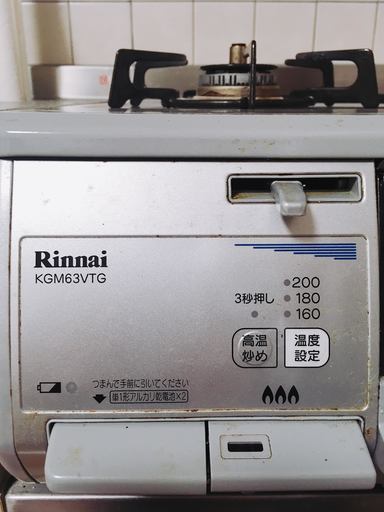 Rinnai
KGM63VTG
200
3秒押し 180
160
高温
炒め
温度
設定
つまんで手前に引いてください
単1形アルカリ乾電池×2